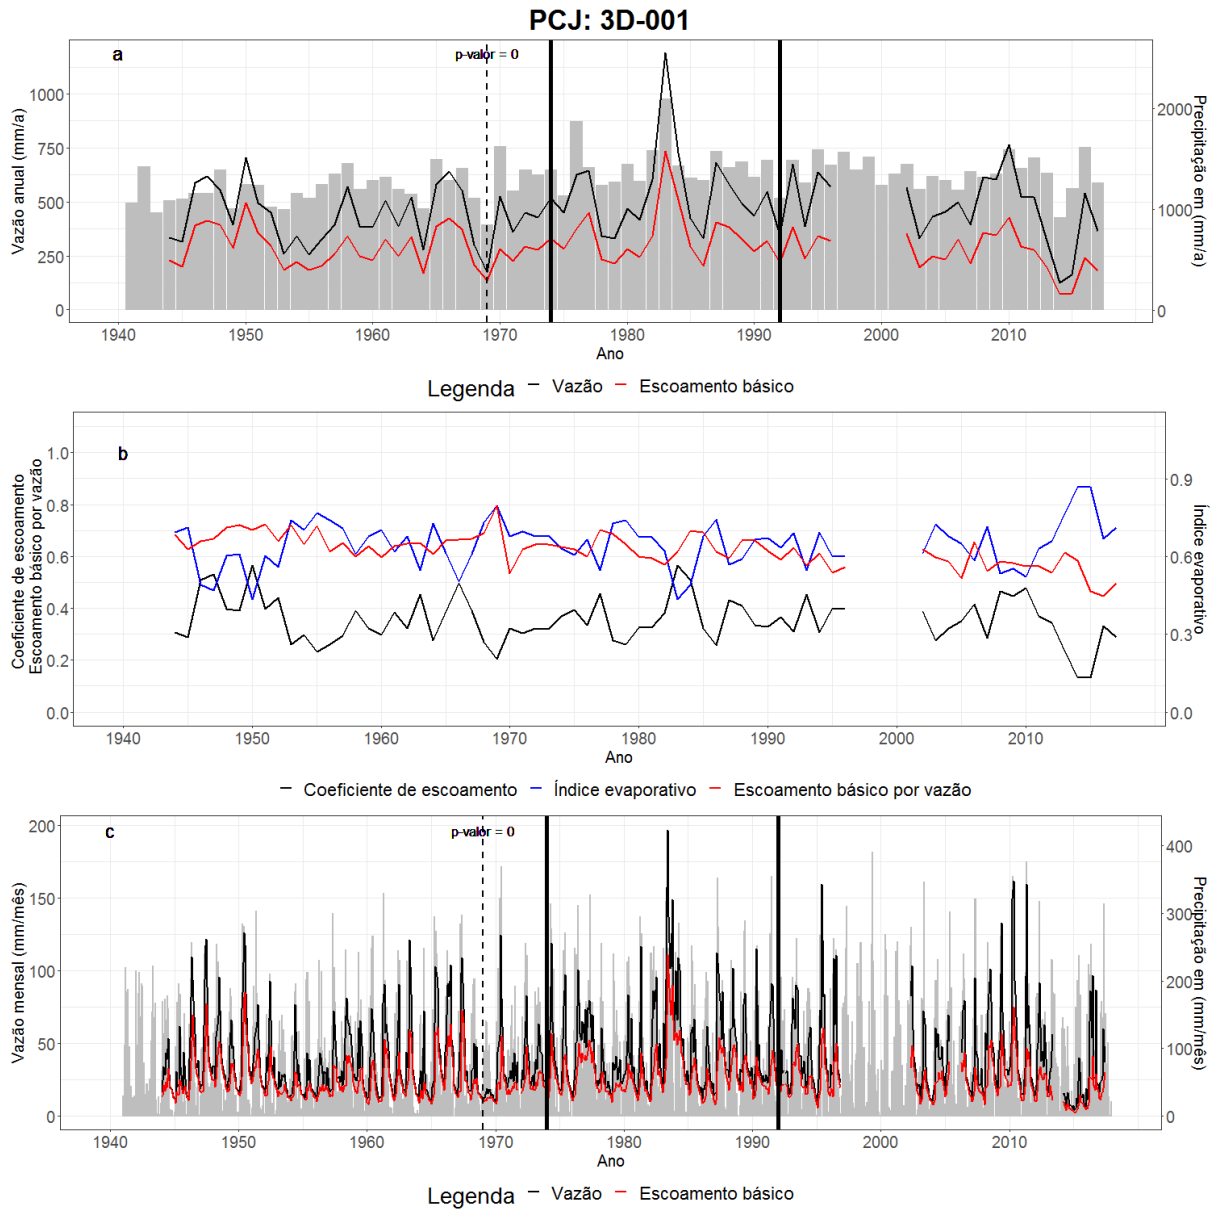 PCJ: 3D-001
a
p-valor = 0
1000
750
500
250
0
2000
1000
0
Vazão anual (mm/a)
Precipitação em (mm/a)
1940 1950 1960 1970 1980 1990 2000 2010
Ano
Legenda Vazão Escoamento básico
b
1.0
0.8
0.6
0.4
0.2
0.0
0.9
0.6
0.3
0.0
Coeficiente de escoamento
Escoamento básico por vazão
Índice evaporativo
1940 1950 1960 1970 1980 1990 2000 2010
Ano
Coeficiente de escoamento Índice evaporativo Escoamento básico por vazão
c
p-valor = 0
200
150
100
50
0
400
300
200
100
0
Vazão mensal (mm/mês)
Precipitação em (mm/mês)
1940 1950 1960 1970 1980 1990 2000 2010
Ano
Legenda Vazão Escoamento básico